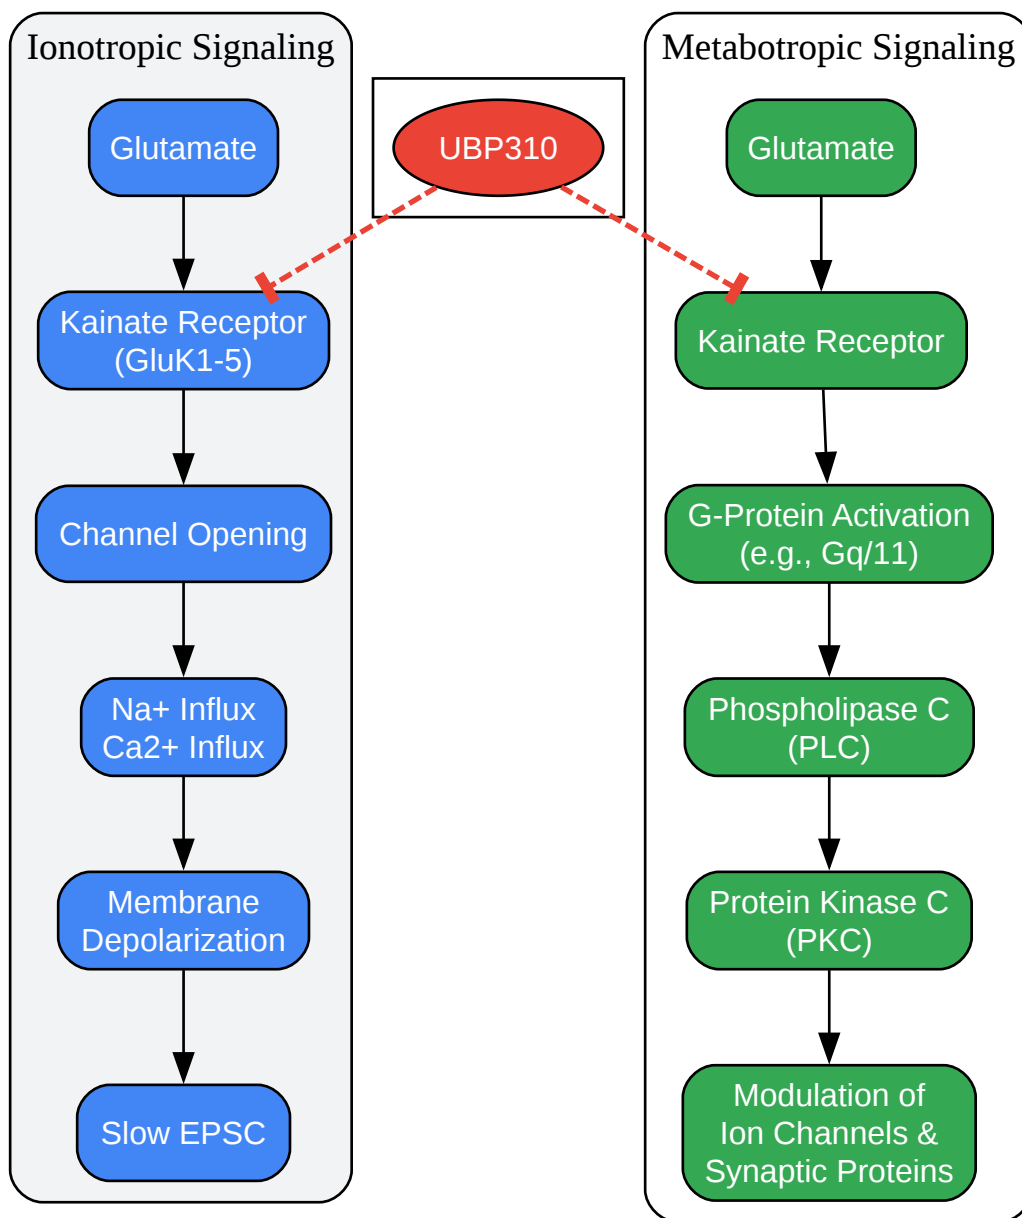 Ionotropic Signaling
Glutamate
Kainate Receptor
(GluK1-5)
Channel Opening
Na+ Influx
Ca2+ Influx
Membrane
Depolarization
Slow EPSC
UBP310
Metabotropic Signaling
Glutamate
Kainate Receptor
G-Protein Activation
(e.g., Gq/11)
Phospholipase C
(PLC)
Protein Kinase C
(PKC)
Modulation of
Ion Channels &
Synaptic Proteins